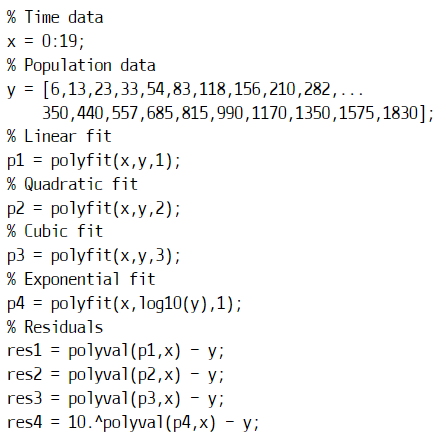 % Time data
x = 0:19;
% Population data
y = [6,13,23,33,54,83,118,156,210,282,...
350,440,557,685,815,990,1170,1350,1575,1830];
% Linear fit
p1 = polyfit(x,y,1);
% Quadratic fit
p2 = polyfit(x,y,2);
% Cubic fit
p3 = polyfit(x,y,3);
% Exponential fit
p4 = polyfit(x,log10(y),1);
% Residuals
res1 = polyval(p1,x) - y;
res2 = polyval(p2,x) - y;
res3 = polyval(p3,x) - y;
res4 = 10.^polyval(p4,x) - y;